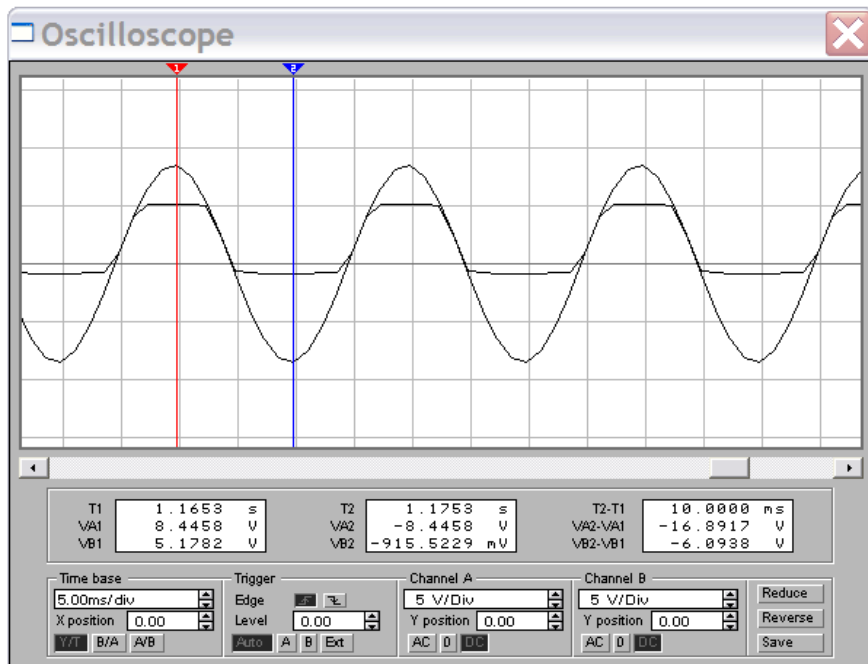 Oscilloscope
1 2
T1 1.1653 s T2 1.1753 s T2-T1 10.0000 ms
VA1 8.4458 V VA2 -8.4458 V VA2-VA1 -16.8917 V
VB1 5.1782 V VB2 -915.5229 mV VB2-VB1 -6.0938 V
Time base Trigger Channel A Channel B
5.00ms/div Edge 5 V/Div 5 V/Div Reduce
X position 0.00 Level 0.00 Y position 0.00 Y position 0.00 Reverse
Y/T B/A A/B Auto A B Ext AC 0 DC AC 0 DC Save